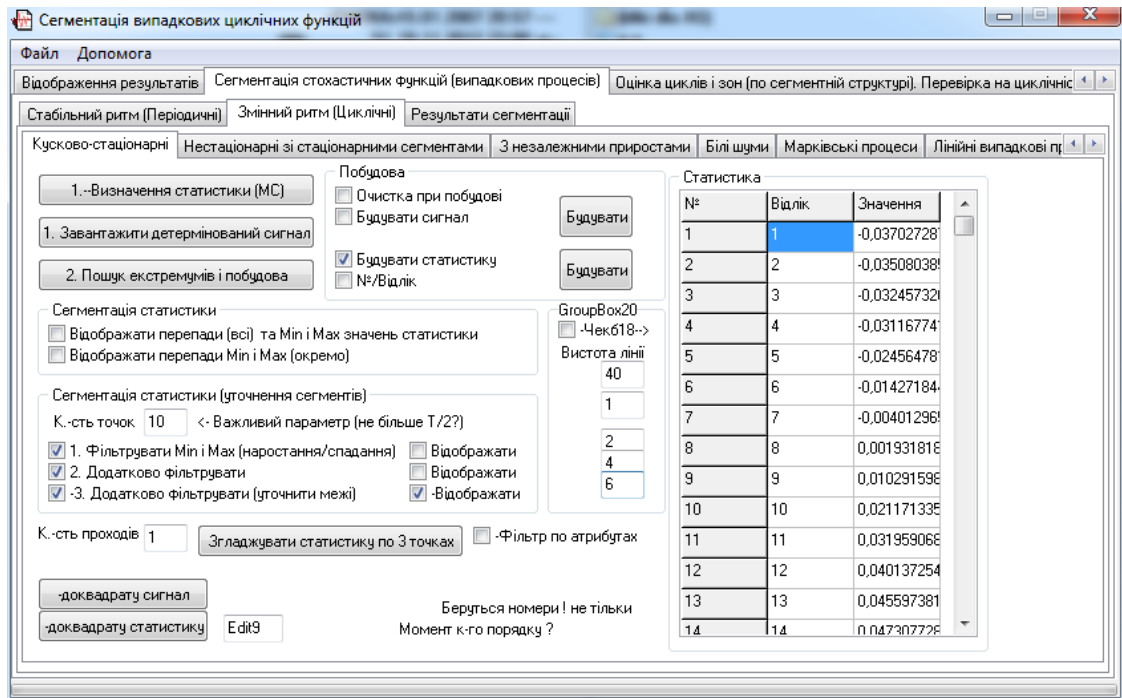 Сегментація випадкових циклічних функцій
Файл Допомога
Відображення результатів Сегментація стохастичних функцій (випадкових процесів) Оцінка циклів і зон (по сегментній структурі). Перевірка на циклічніс
Стабільний ритм (Періодичні) Змінний ритм (Циклічні) Результати сегментації
Кусково-стаціонарні Нестаціонарні зі стаціонарними сегментами З незалежними приростами Білі шуми Марківські процеси Лінійні випадкові пр
1.--Визначення статистики (МС)
1. Завантажити детермінований сигнал
2. Пошук екстремумів і побудова
Побудова
Очистка при побудові
Будувати сигнал
Будувати
Будувати статистику
№/Відлік
Будувати
Сегментація статистики
Відображати перепади (всі) та Min і Max значень статистики
Відображати перепади Min і Max (окремо)
Сегментація статистики (уточнення сегментів)
К.-сть точок 10 <- Важливий параметр (не більше T/2?)
1. Фільтрувати Min і Max (наростання/спадання) Відображати
2. Додатково фільтрувати Відображати
-3. Додатково фільтрувати (уточнити межі) -Відображати
GroupBox20
-Чекб18-->
Вистота лінії
40
1
2
4
6
К.-сть проходів 1 Згладжувати статистику по 3 точках -Фільтр по атрибутах
-доквадрату сигнал
-доквадрату статистику Edit9
Беруться номери ! не тільки
Момент к-го порядку ?
Статистика
№ Відлік Значення
1 1 -0,03702728
2 2 -0,03508038
3 3 -0,03245732
4 4 -0,03116774
5 5 -0,02456478
6 6 -0,01427184
7 7 -0,00401296
8 8 0,001931818
9 9 0,010291598
10 10 0,021171335
11 11 0,031959068
12 12 0,040137254
13 13 0,045597381
14 14 0,047307728